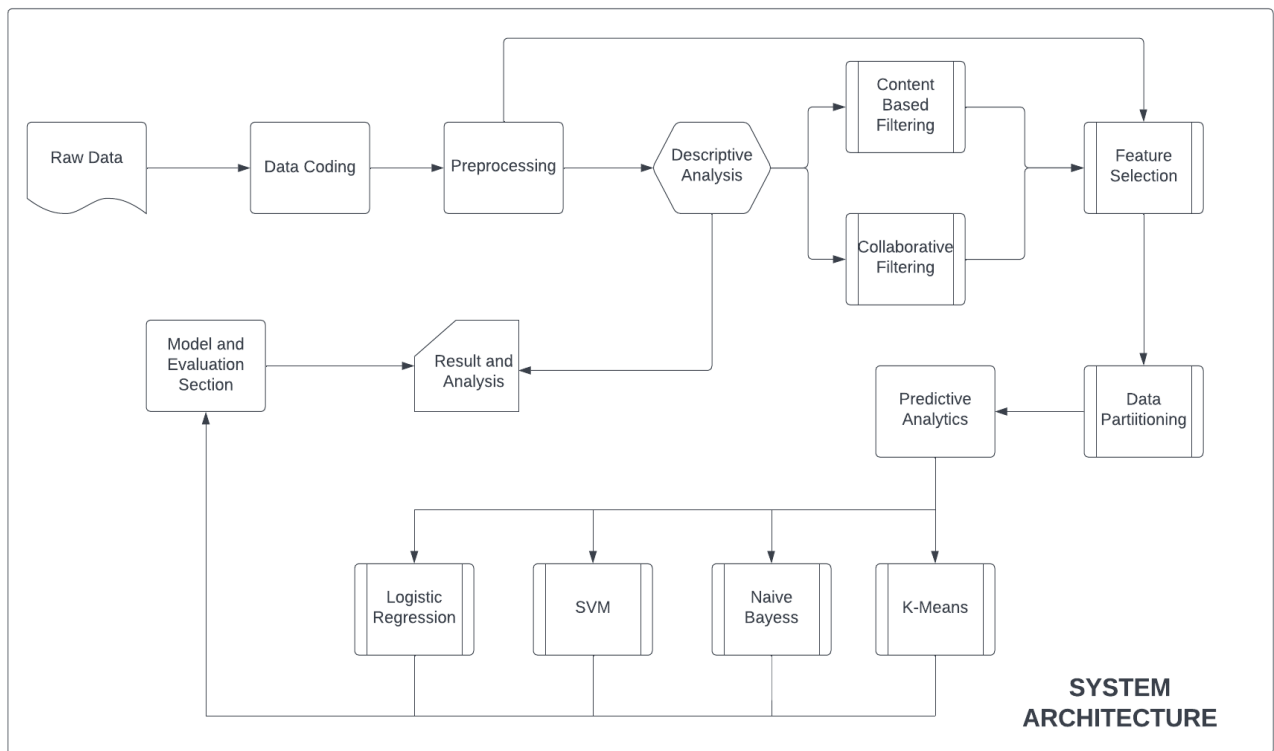 Raw Data
Data Coding
Preprocessing
Descriptive
Analysis
Content
Based
Filtering
Collaborative
Filtering
Feature
Selection
Model and
Evaluation
Section
Result and
Analysis
Predictive
Analytics
Data
Partiitioning
Logistic
Regression
SVM
Naive
Bayess
K-Means
SYSTEM
ARCHITECTURE